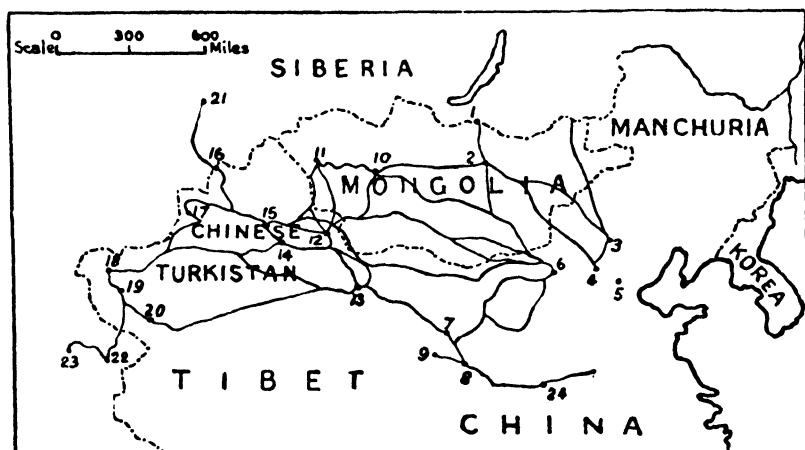 0 300 600
Scale Miles
SIBERIA
21
1
MANCHURIA
16
11
10
2
MONGOLIA
17
15
CHINESE
12
3
KOREA
14
18
TURKISTAN
6
4
5
19
13
20
7
23
22
9
8
TIBET
24
CHINA